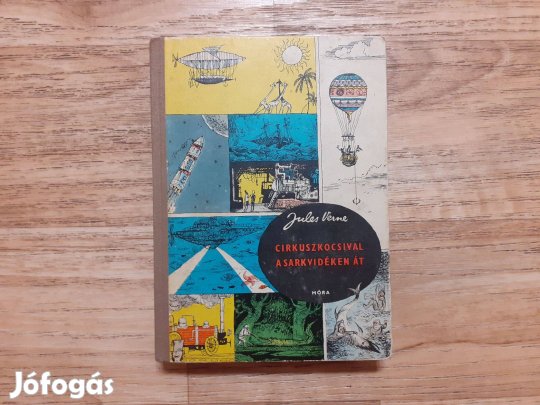 Jules Verne
CIRKUSZKOCSIVAL
A SARKVIDÉKEN ÁT
MÓRA
Jófogás